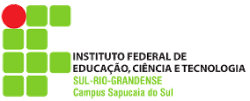 INSTITUTO FEDERAL DE
EDUCAÇÃO, CIÊNCIA E TECNOLOGIA
SUL-RIO-GRANDENSE
Campus Sapucaia do Sul